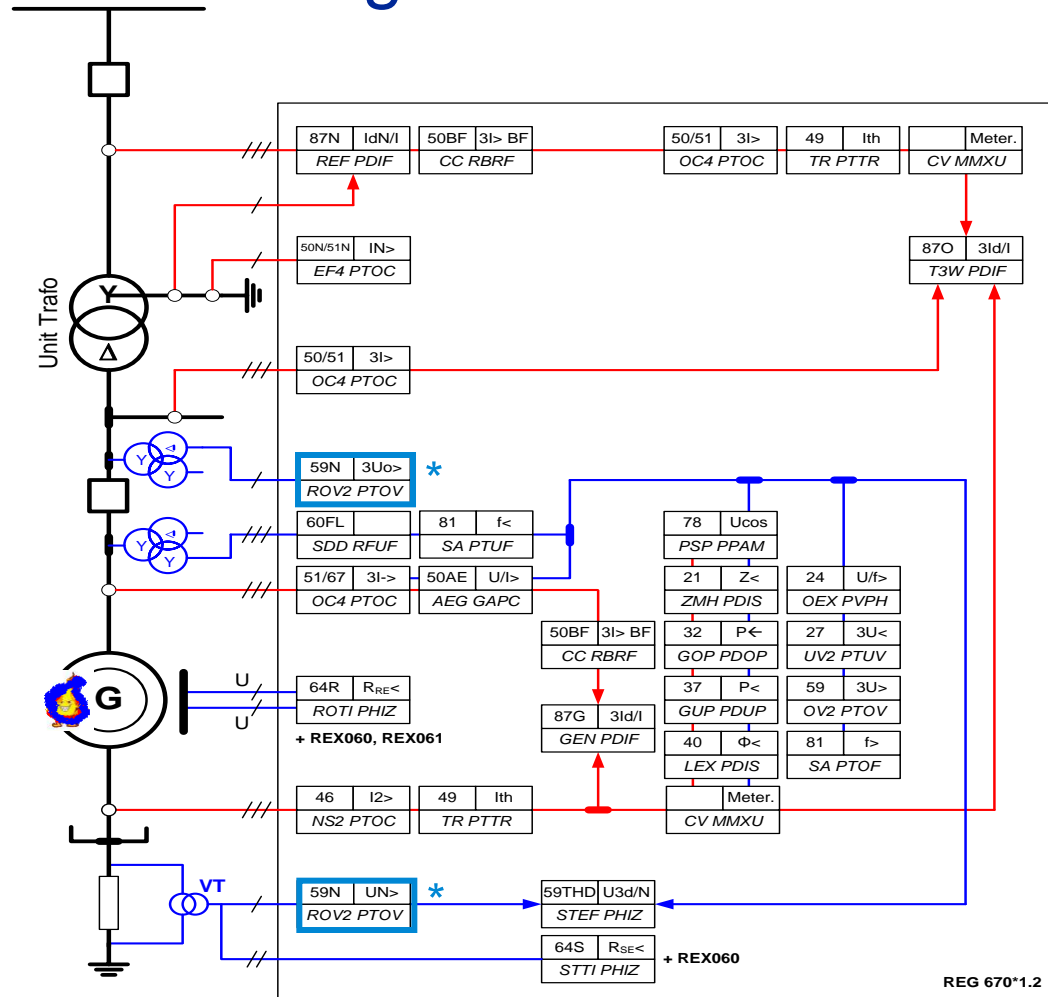 87N IdN/I
REF PDIF
50BF 3I> BF
CC RBRF
50/51 3I>
OC4 PTOC
49 Ith
TR PTTR
Meter.
CV MMXU
50N/51N IN>
EF4 PTOC
87O 3Id/I
T3W PDIF
Unit Trafo
Y
Δ
50/51 3I>
OC4 PTOC
Y
Y
59N 3Uo>
ROV2 PTOV
*
Y
Y
60FL
SDD RFUF
81 f<
SA PTUF
78 Ucos
PSP PPAM
51/67 3I->
OC4 PTOC
50AE U/I>
AEG GAPC
21 Z<
ZMH PDIS
24 U/f>
OEX PVPH
50BF 3I> BF
CC RBRF
32 P←
GOP PDOP
27 3U<
UV2 PTUV
G
U
U
64R RRE<
ROTI PHIZ
+ REX060, REX061
87G 3Id/I
GEN PDIF
37 P<
GUP PDUP
59 3U>
OV2 PTOV
40 Φ<
LEX PDIS
81 f>
SA PTOF
46 I2>
NS2 PTOC
49 Ith
TR PTTR
Meter.
CV MMXU
VT
59N UN>
ROV2 PTOV
*
59THD U3d/N
STEF PHIZ
64S RSE<
STTI PHIZ
+ REX060
REG 670*1.2